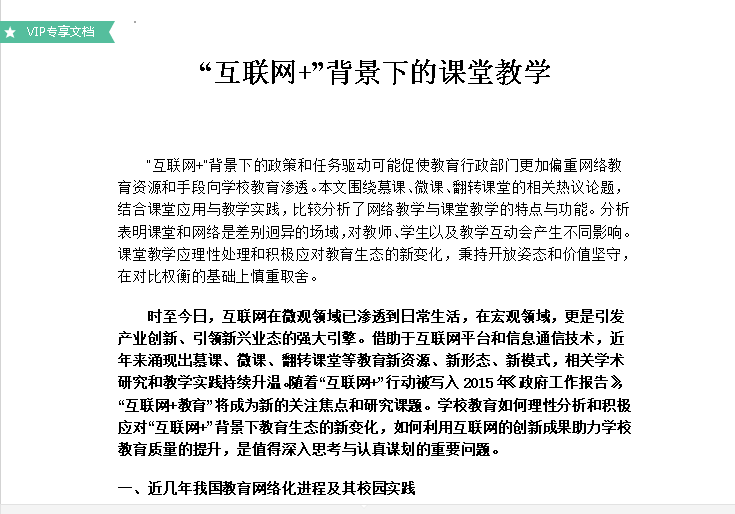 VIP专享文档
“互联网+”背景下的课堂教学
“互联网+”背景下的政策和任务驱动可能促使教育行政部门更加偏重网络教
育资源和手段向学校教育渗透。本文围绕慕课、微课、翻转课堂的相关热议论题，
结合课堂应用与教学实践，比较分析了网络教学与课堂教学的特点与功能。分析
表明课堂和网络是差别迥异的场域，对教师、学生以及教学互动会产生不同影响。
课堂教学应理性处理和积极应对教育生态的新变化，秉持开放姿态和价值坚守，
在对比权衡的基础上慎重取舍。
时至今日，互联网在微观领域已渗透到日常生活，在宏观领域，更是引发
产业创新、引领新兴业态的强大引擎。借助于互联网平台和信息通信技术，近
年来涌现出慕课、微课、翻转课堂等教育新资源、新形态、新模式，相关学术
研究和教学实践持续升温。随着“互联网+”行动被写入 2015 年《政府工作报告》，
“互联网+教育”将成为新的关注焦点和研究课题。学校教育如何理性分析和积极
应对“互联网+”背景下教育生态的新变化，如何利用互联网的创新成果助力学校
教育质量的提升，是值得深入思考与认真谋划的重要问题。
一、近几年我国教育网络化进程及其校园实践